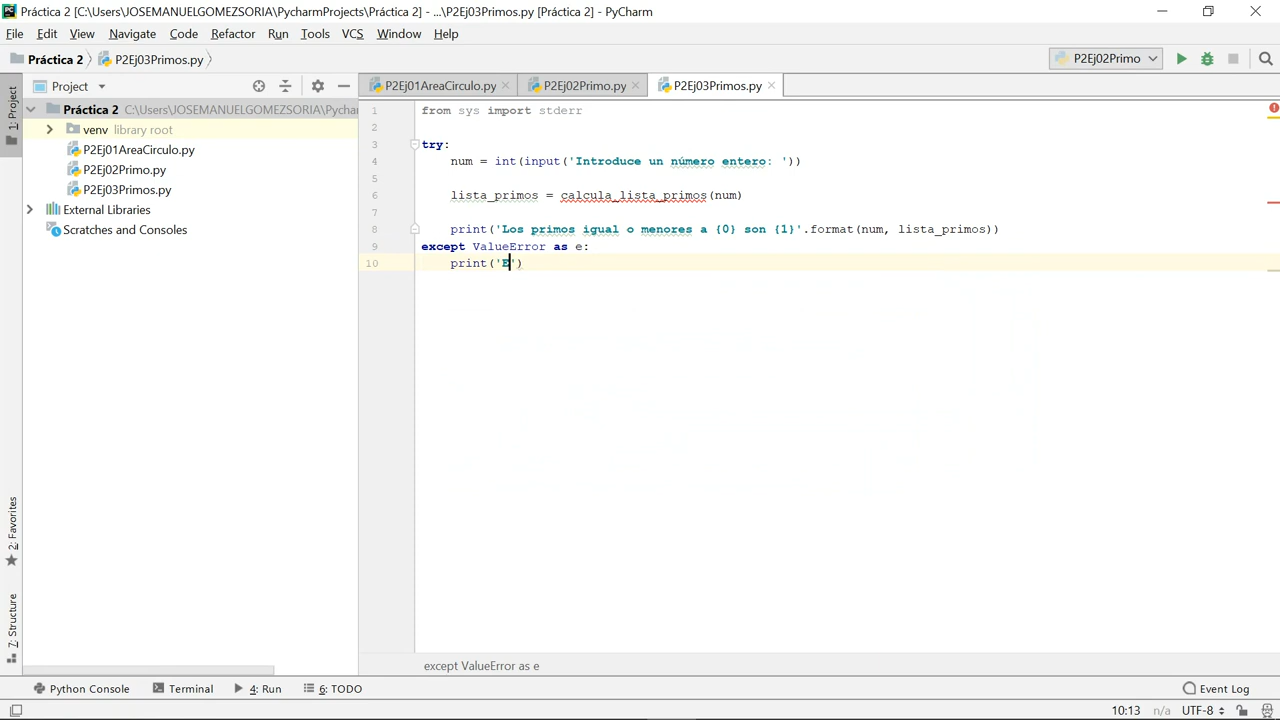 PC Práctica 2 [C:\Users\JOSEMANUELGOMEZSORIA\PycharmProjects\Práctica 2] - ...\P2Ej03Primos.py [Práctica 2] - PyCharm
File Edit View Navigate Code Refactor Run Tools VCS Window Help
Práctica 2 P2Ej03Primos.py P2Ej02Primo
1: Project
Project
P2Ej01AreaCirculo.py P2Ej02Primo.py P2Ej03Primos.py
Práctica 2 C:\Users\JOSEMANUELGOMEZSORIA\Pycha
venv library root
P2Ej01AreaCirculo.py
P2Ej02Primo.py
P2Ej03Primos.py
External Libraries
Scratches and Consoles
1 from sys import stderr
2
3 try:
4 num = int(input('Introduce un número entero: '))
5
6 lista_primos = calcula_lista_primos(num)
7
8 print('Los primos igual o menores a {0} son {1}'.format(num, lista_primos))
9 except ValueError as e:
10 print('E')
2: Favorites
7: Structure
except ValueError as e
Python Console Terminal 4: Run 6: TODO Event Log
10:13 n/a UTF-8